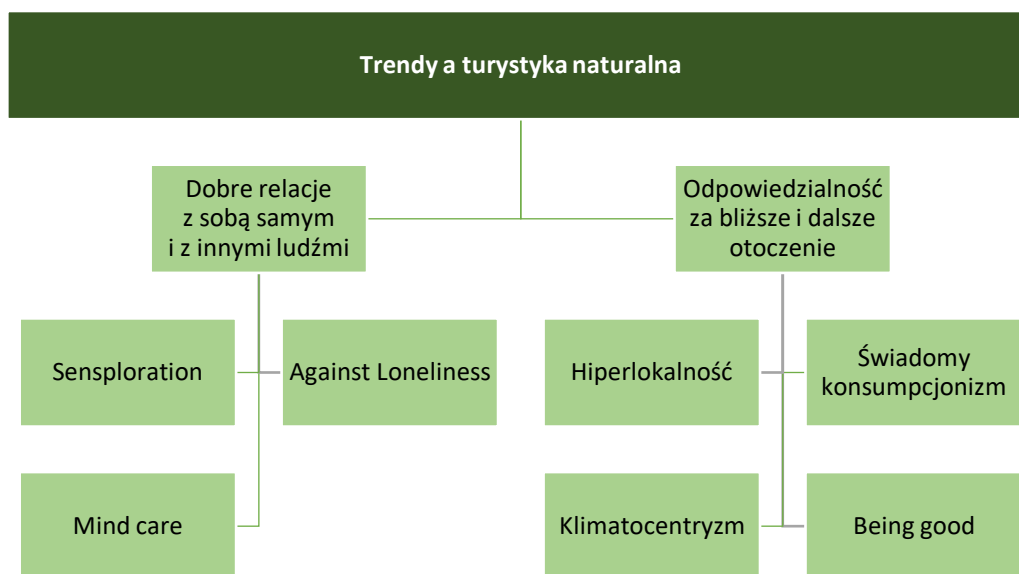 Trendy a turystyka naturalna
Dobre relacje
z sobą samym
i z innymi ludźmi
Odpowiedzialność
za bliższe i dalsze
otoczenie
Sensploration
Against Loneliness
Hiperlokalność
Świadomy
konsumpcjonizm
Mind care
Klimatocentryzm
Being good